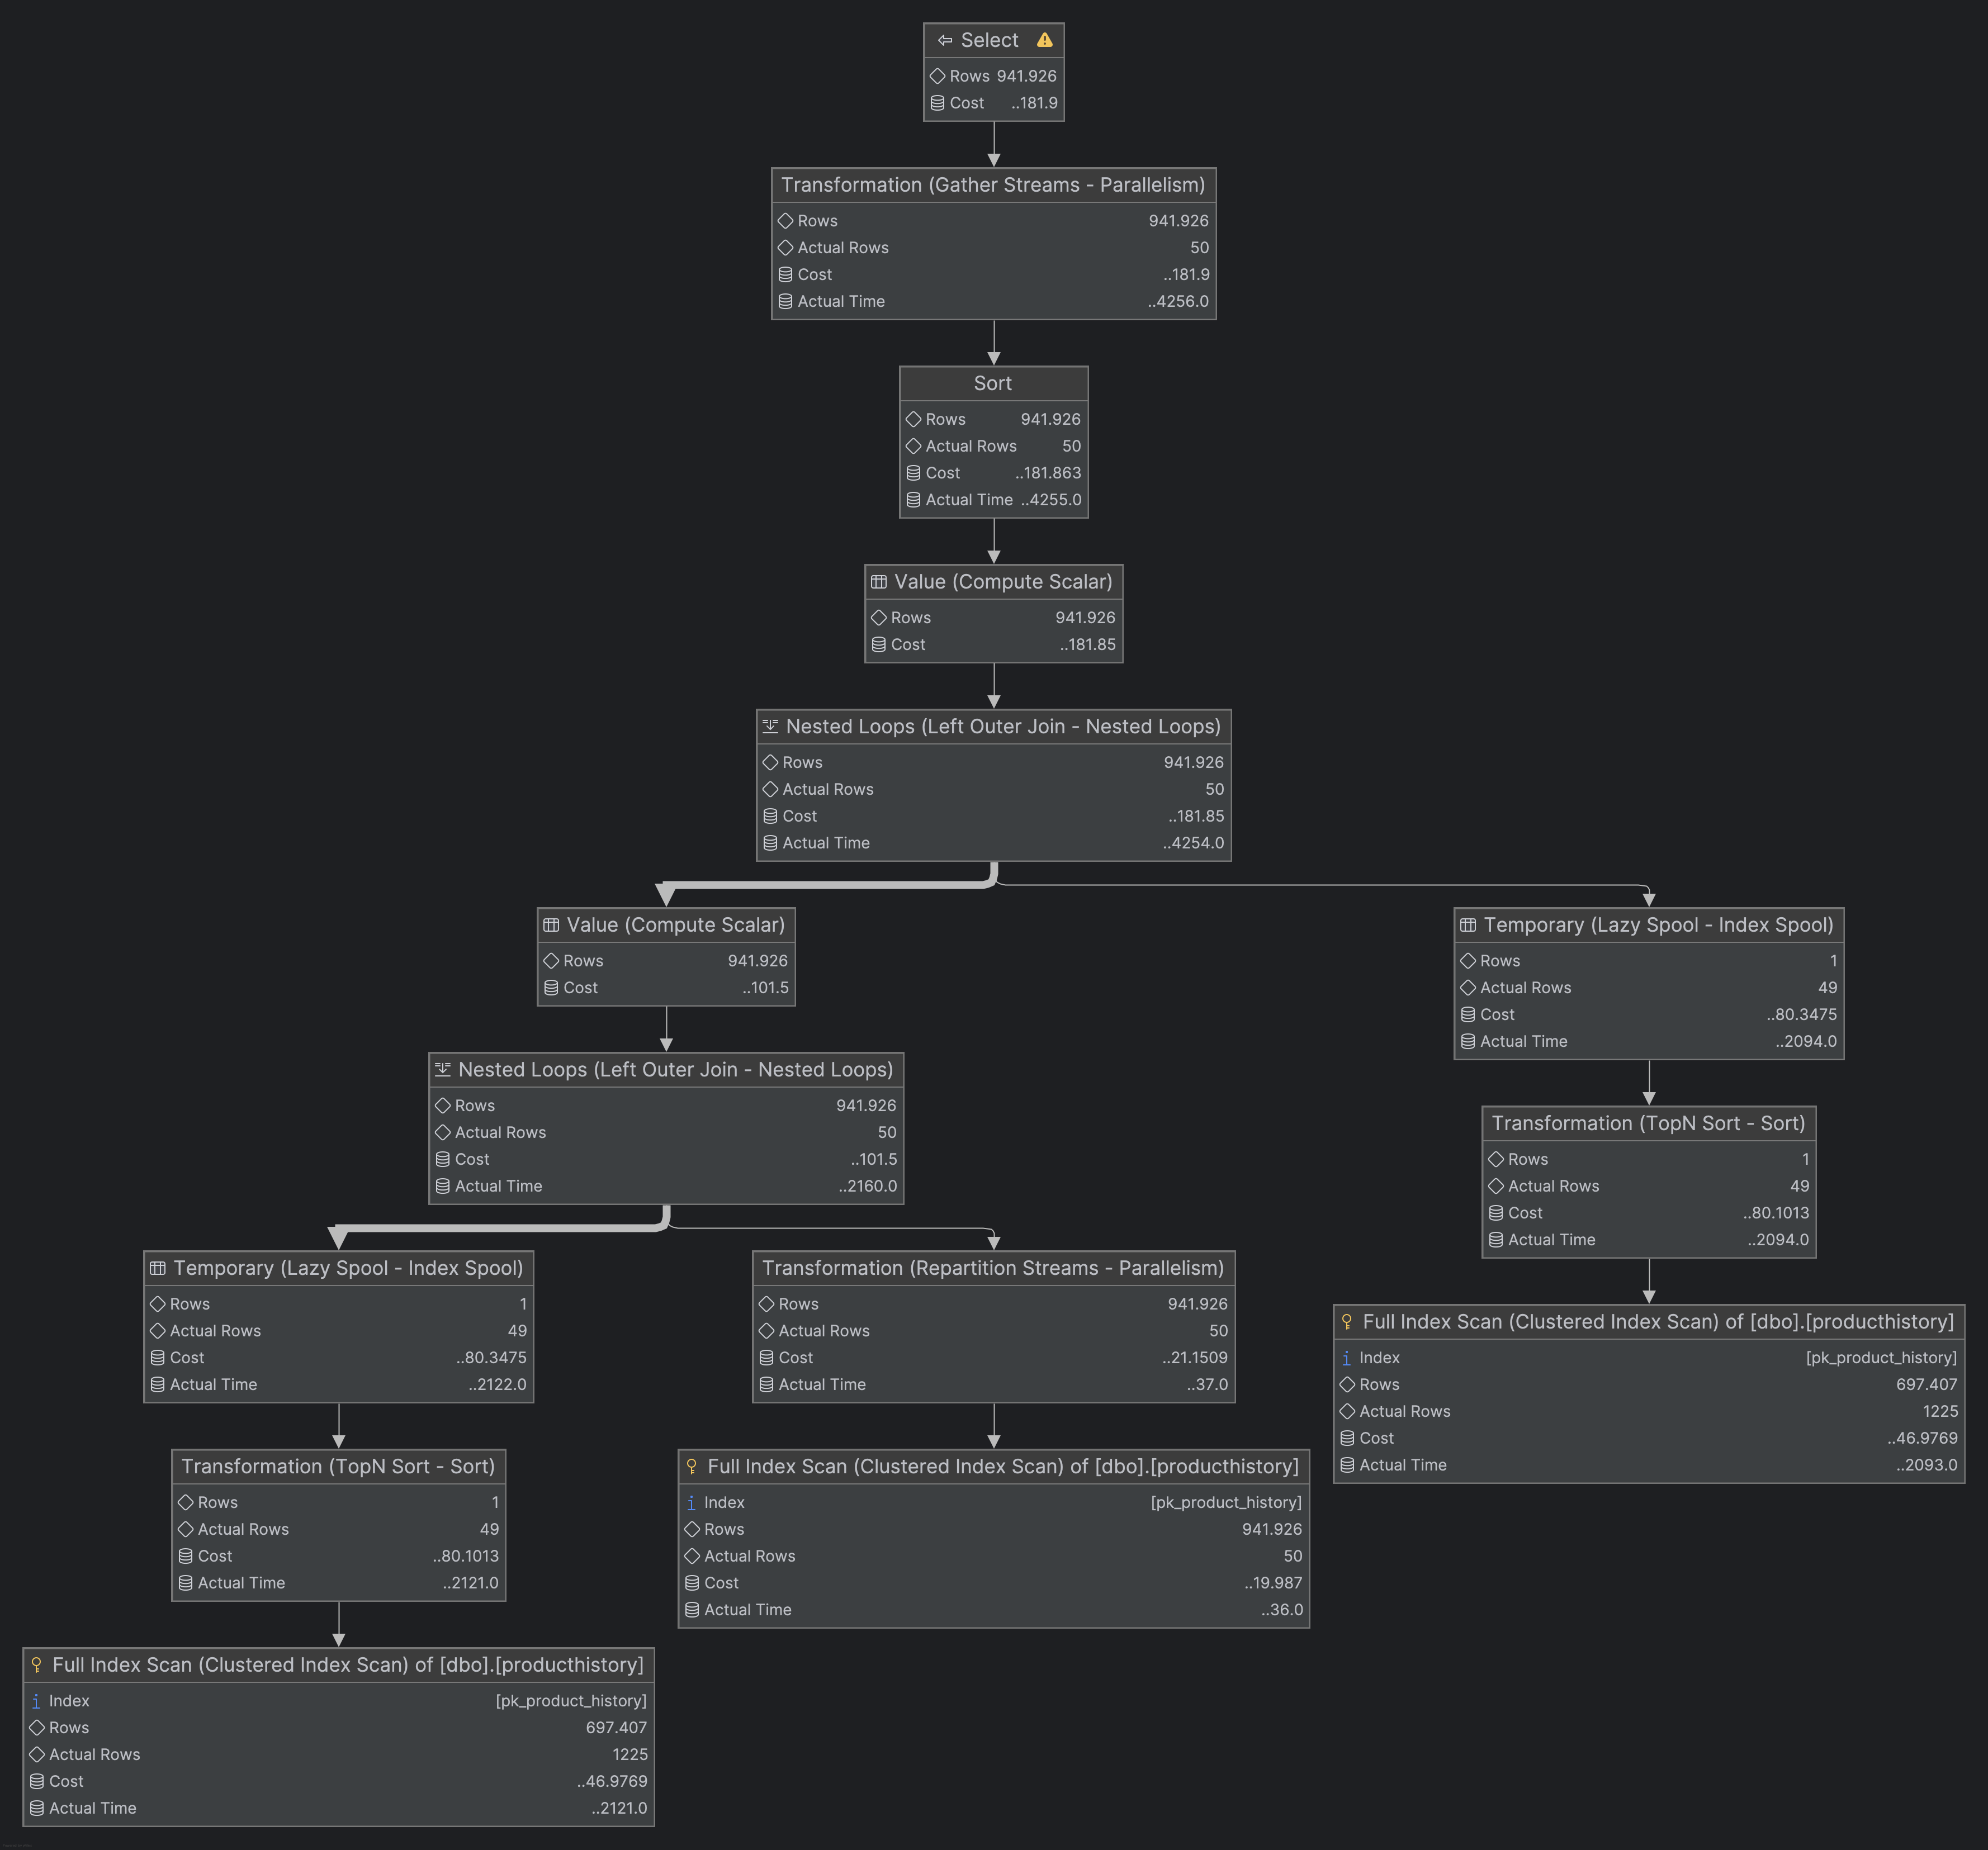 Select
Rows 941.926
Cost ..181.9
Transformation (Gather Streams - Parallelism)
Rows 941.926
Actual Rows 50
Cost ..181.9
Actual Time ..4256.0
Sort
Rows 941.926
Actual Rows 50
Cost ..181.863
Actual Time ..4255.0
Value (Compute Scalar)
Rows 941.926
Cost ..181.85
Nested Loops (Left Outer Join - Nested Loops)
Rows 941.926
Actual Rows 50
Cost ..181.85
Actual Time ..4254.0
Value (Compute Scalar)
Rows 941.926
Cost ..101.5
Temporary (Lazy Spool - Index Spool)
Rows 1
Actual Rows 49
Cost ..80.3475
Actual Time ..2094.0
Nested Loops (Left Outer Join - Nested Loops)
Rows 941.926
Actual Rows 50
Cost ..101.5
Actual Time ..2160.0
Transformation (TopN Sort - Sort)
Rows 1
Actual Rows 49
Cost ..80.1013
Actual Time ..2094.0
Temporary (Lazy Spool - Index Spool)
Rows 1
Actual Rows 49
Cost ..80.3475
Actual Time ..2122.0
Transformation (Repartition Streams - Parallelism)
Rows 941.926
Actual Rows 50
Cost ..21.1509
Actual Time ..37.0
Full Index Scan (Clustered Index Scan) of [dbo].[producthistory]
Index [pk_product_history]
Rows 697.407
Actual Rows 1225
Cost ..46.9769
Actual Time ..2093.0
Transformation (TopN Sort - Sort)
Rows 1
Actual Rows 49
Cost ..80.1013
Actual Time ..2121.0
Full Index Scan (Clustered Index Scan) of [dbo].[producthistory]
Index [pk_product_history]
Rows 941.926
Actual Rows 50
Cost ..19.987
Actual Time ..36.0
Full Index Scan (Clustered Index Scan) of [dbo].[producthistory]
Index [pk_product_history]
Rows 697.407
Actual Rows 1225
Cost ..46.9769
Actual Time ..2121.0